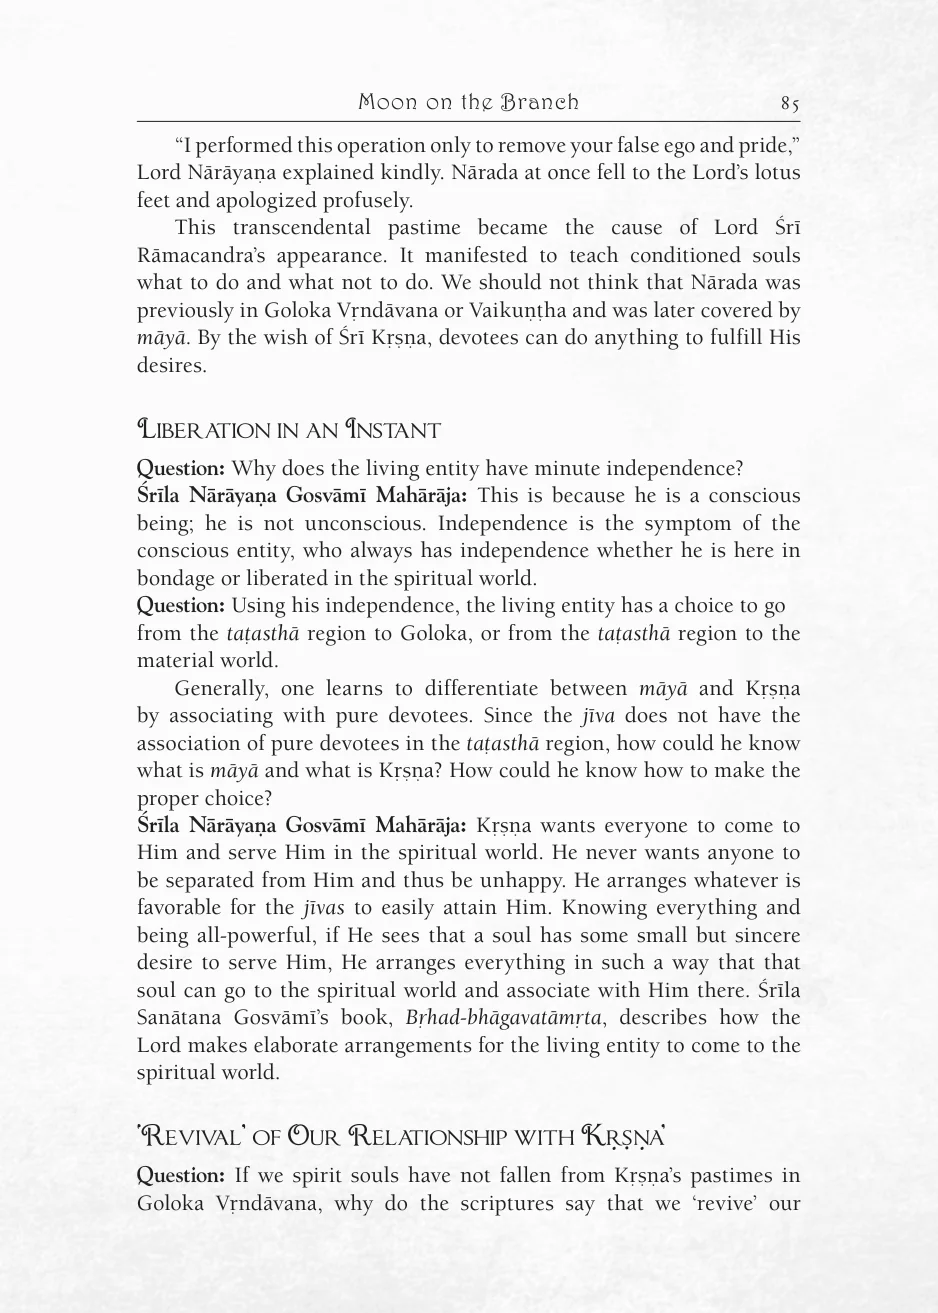 Moon on the Branch 85
“I performed this operation only to remove your false ego and pride,”
Lord Nārāyaṇa explained kindly. Nārada at once fell to the Lord’s lotus
feet and apologized profusely.
This transcendental pastime became the cause of Lord Śrī
Rāmacandra’s appearance. It manifested to teach conditioned souls
what to do and what not to do. We should not think that Nārada was
previously in Goloka Vṛndāvana or Vaikuṇṭha and was later covered by
māyā. By the wish of Śrī Kṛṣṇa, devotees can do anything to fulfill His
desires.
Liberation in an Instant
Question: Why does the living entity have minute independence?
Śrīla Nārāyaṇa Gosvāmī Mahārāja: This is because he is a conscious
being; he is not unconscious. Independence is the symptom of the
conscious entity, who always has independence whether he is here in
bondage or liberated in the spiritual world.
Question: Using his independence, the living entity has a choice to go
from the taṭasthā region to Goloka, or from the taṭasthā region to the
material world.
Generally, one learns to differentiate between māyā and Kṛṣṇa
by associating with pure devotees. Since the jīva does not have the
association of pure devotees in the taṭasthā region, how could he know
what is māyā and what is Kṛṣṇa? How could he know how to make the
proper choice?
Śrīla Nārāyaṇa Gosvāmī Mahārāja: Kṛṣṇa wants everyone to come to
Him and serve Him in the spiritual world. He never wants anyone to
be separated from Him and thus be unhappy. He arranges whatever is
favorable for the jīvas to easily attain Him. Knowing everything and
being all-powerful, if He sees that a soul has some small but sincere
desire to serve Him, He arranges everything in such a way that that
soul can go to the spiritual world and associate with Him there. Śrīla
Sanātana Gosvāmī’s book, Bṛhad-bhāgavatāmṛta, describes how the
Lord makes elaborate arrangements for the living entity to come to the
spiritual world.
'Revival' of Our Relationship with Kṛṣṇa'
Question: If we spirit souls have not fallen from Kṛṣṇa’s pastimes in
Goloka Vṛndāvana, why do the scriptures say that we ‘revive’ our